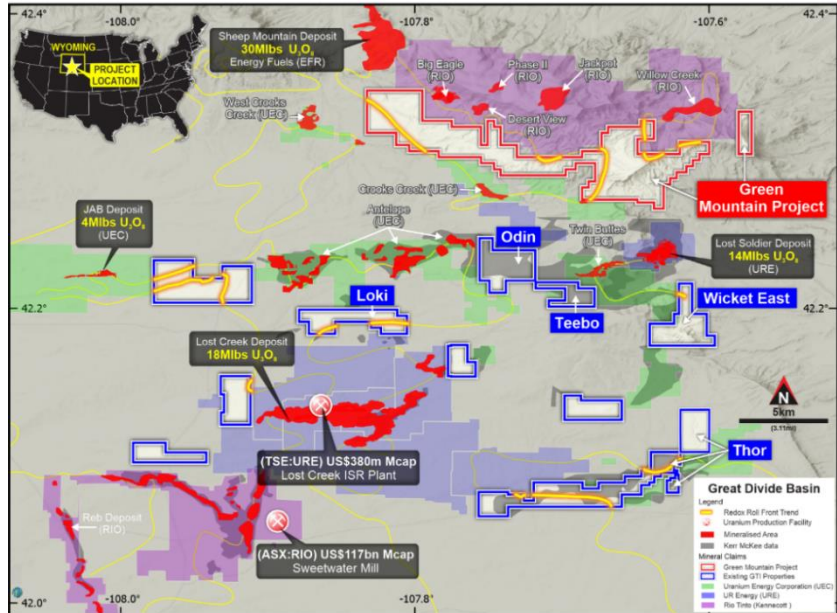 42.4°
-108.0
-107.8
-107.6
42.4°
WYOMING
PROJECT
LOCATION
Sheep Mountain Deposit
30Mlbs U₃O₈
Energy Fuels (EFR)
Big Eagle
(RIO)
Phase II
(RIO)
Jackpot
(RIO)
Willow Creek
(RIO)
Desert View
(RIO)
West Crooks
Creek (UEC)
Crooks Creek (UEC)
Green
Mountain Project
JAB Deposit
4Mlbs U₃O₈
(UEC)
Antelope
(UEC)
Odin
Twin Buttes
(UEC)
Lost Soldier Deposit
14Mlbs U₃O₈
(URE)
42.2°
Loki
Teebo
Wicket East
42.2°
Lost Creek Deposit
18Mlbs U₃O₈
N
5km
(3.11mi)
(TSE:URE) US$380m Mcap
Lost Creek ISR Plant
Thor
Reb Deposit
(RIO)
(ASX:RIO) US$117bn Mcap
Sweetwater Mill
Great Divide Basin
Legend
Redox Roll Front Trend
Uranium Production Facility
Mineralised Area
Kerr McKee data
Mineral Claims
Green Mountain Project
Existing GTI Properties
Uranium Energy Corporation (UEC)
UR Energy (URE)
Rio Tinto (Kennecott )
42.0°
-108.0
-107.8